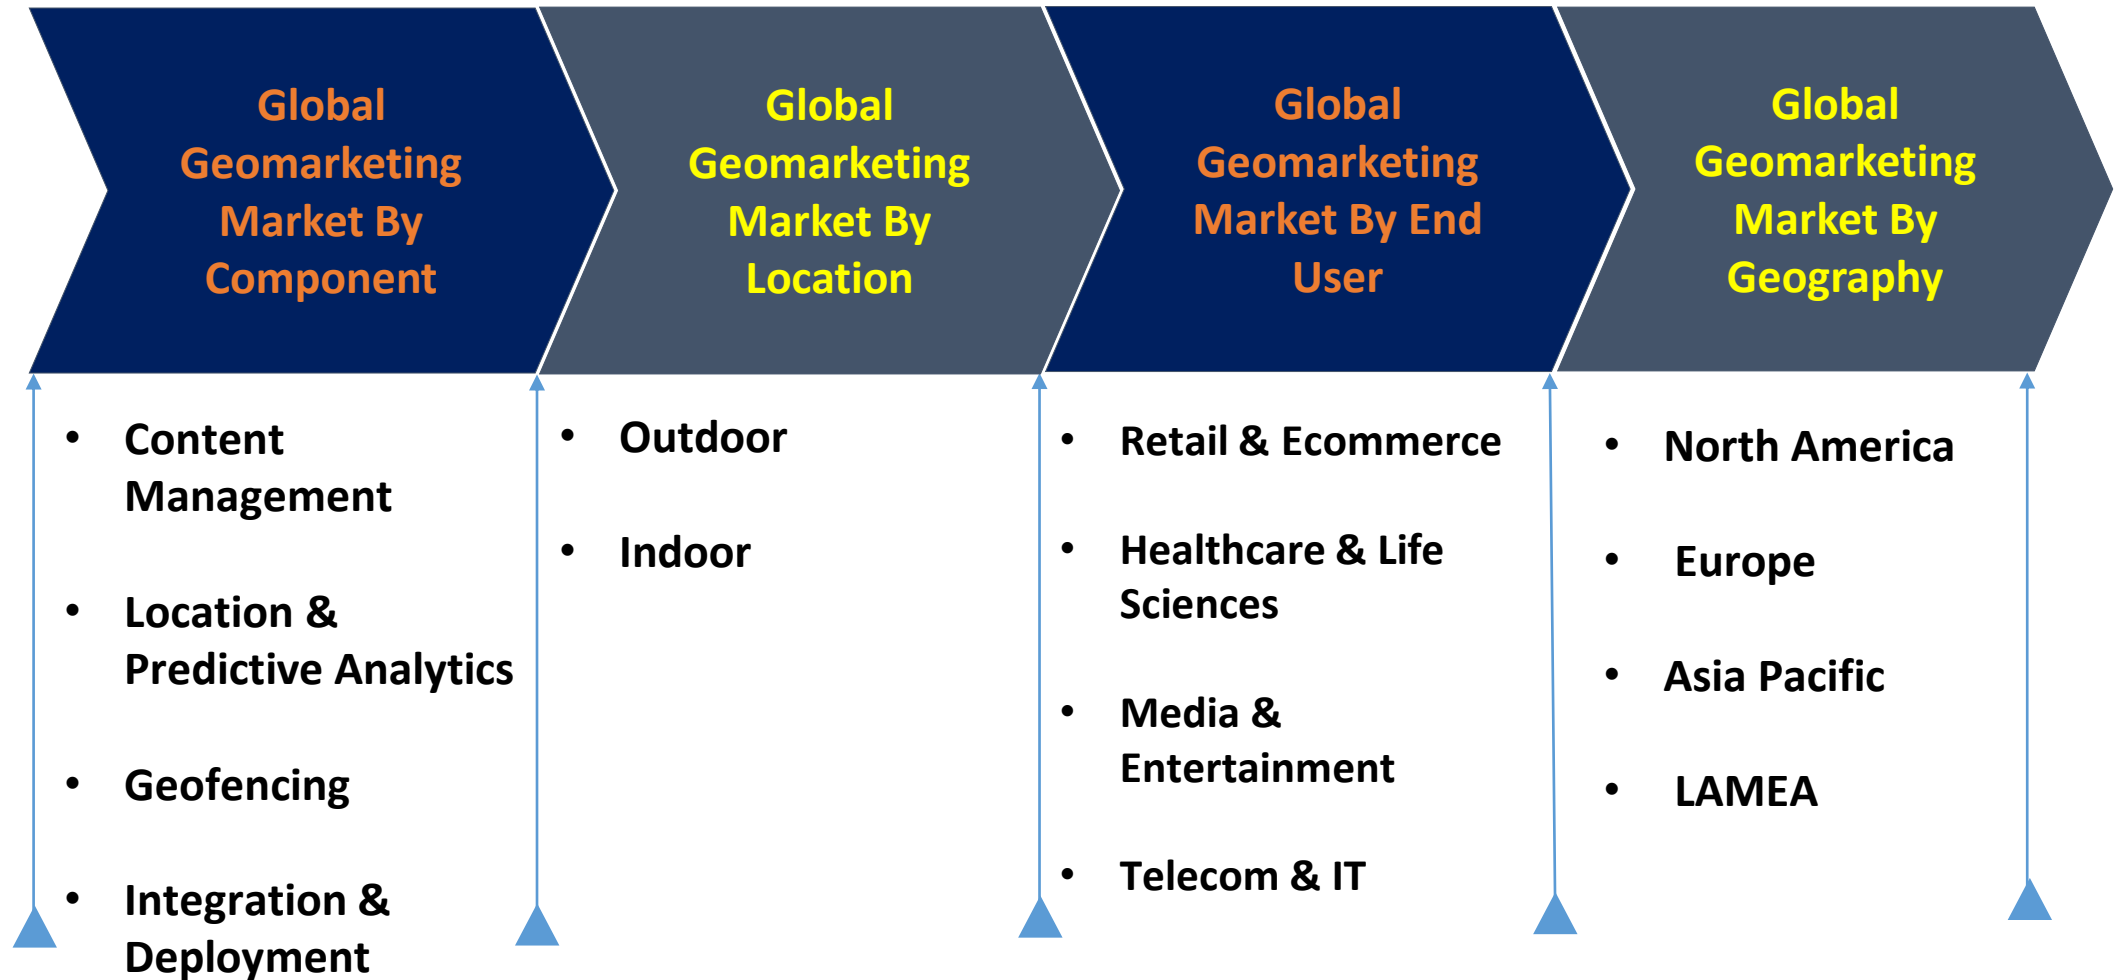 Global
Geomarketing
Market By
Component
Global
Geomarketing
Market By
Location
Global
Geomarketing
Market By End
User
Global
Geomarketing
Market By
Geography
• Content
Management
• Location &
Predictive Analytics
• Geofencing
• Integration &
Deployment
• Outdoor
• Indoor
• Retail & Ecommerce
• Healthcare & Life
Sciences
• Media &
Entertainment
• Telecom & IT
• North America
• Europe
• Asia Pacific
• LAMEA